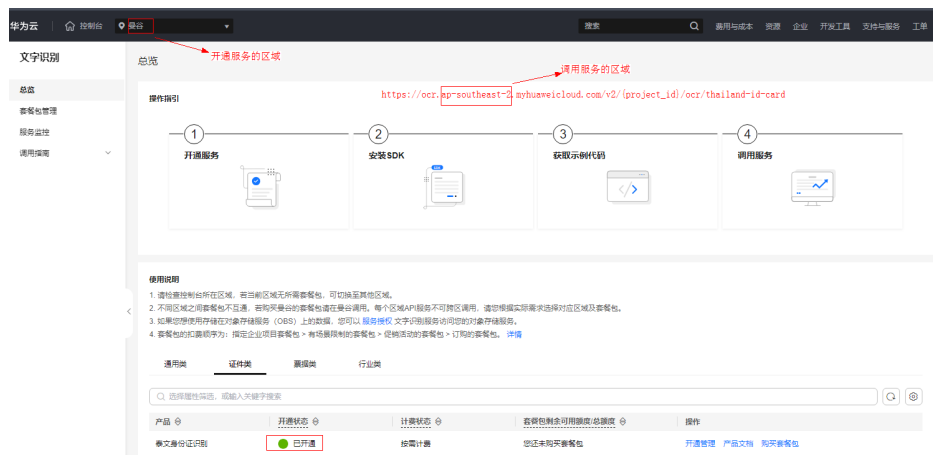 华为云 控制台 曼谷 搜索 费用与成本 资源 企业 开发工具 支持与服务 工单
文字识别
开通服务的区域
总览
调用服务的区域
总览
操作指引
https://ocr.ap-southeast-2.myhuaweicloud.com/v2/{project_id}/ocr/thailand-id-card
套餐包管理
服务监控
调用指南
1 2 3 4
开通服务 安装SDK 获取示例代码 调用服务
使用说明
1. 请检查控制台所在区域，若当前区域无所需套餐包，可切换至其他区域。
2. 不同区域之间套餐包不互通，若购买曼谷的套餐包请在曼谷调用。每个区域API服务不可跨区调用，请您根据实际需求选择对应区域及套餐包。
3. 如果您想使用存储在对象存储服务（OBS）上的数据，您可以 服务授权 文字识别服务访问您的对象存储服务。
4. 套餐包的扣费顺序为：指定企业项目套餐包 > 有场景限制的套餐包 > 促销活动的套餐包 > 订购的套餐包。 详情
通用类 证件类 票据类 行业类
选择属性筛选，或输入关键字搜索
产品 开通状态 计费状态 套餐包剩余可用额度/总额度 操作
泰文身份证识别 已开通 按需计费 您还未购买套餐包 开通管理 产品文档 购买套餐包